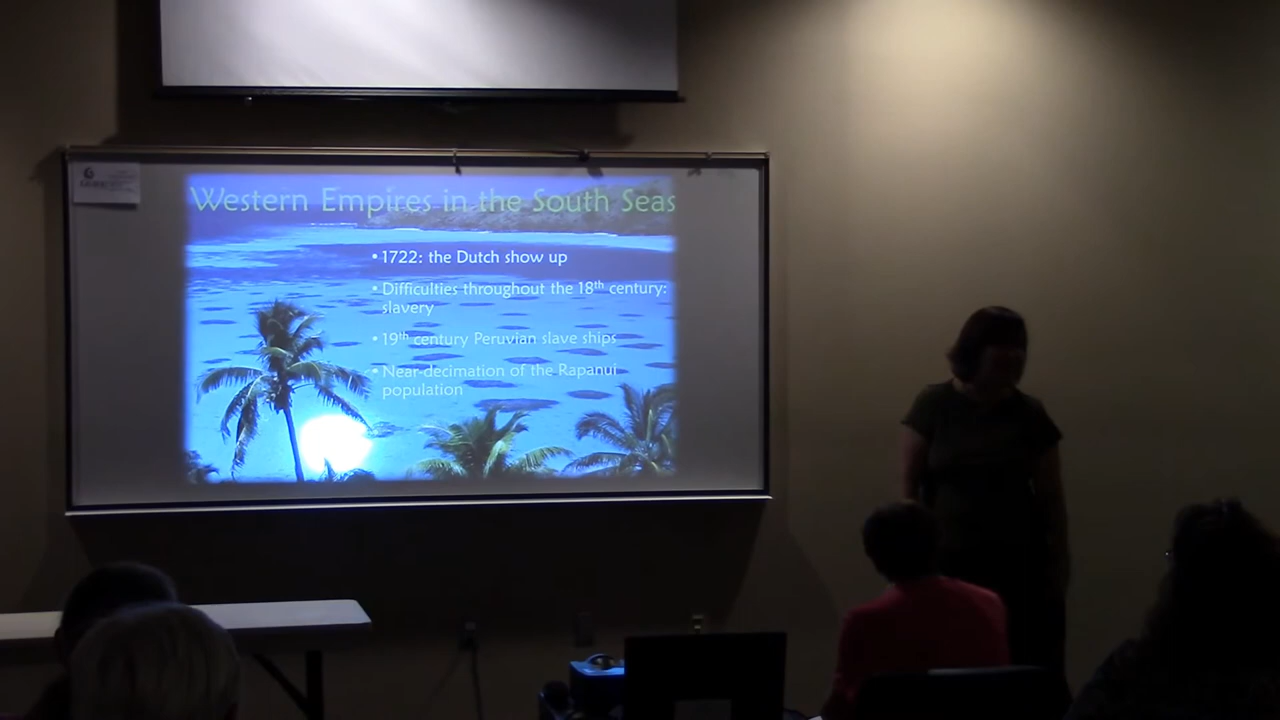 Western Empires in the South Seas
• 1722: the Dutch show up
• Difficulties throughout the 18th century:
slavery
• 19th century Peruvian slave ships
• Near-decimation of the Rapanui
population